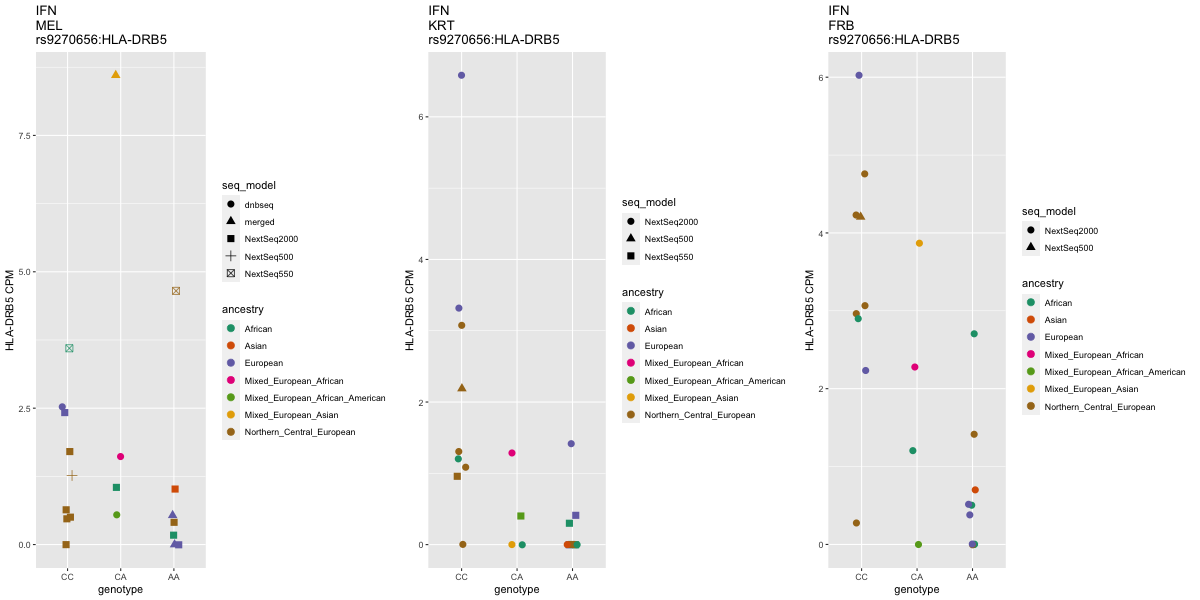 IFN
MEL
rs9270656:HLA-DRB5
HLA-DRB5 CPM
7.5
5.0
2.5
0.0
CC
CA
AA
genotype
seq_model
dnbseq
merged
NextSeq2000
NextSeq500
NextSeq550
ancestry
African
Asian
European
Mixed_European_African
Mixed_European_African_American
Mixed_European_Asian
Northern_Central_European
IFN
KRT
rs9270656:HLA-DRB5
HLA-DRB5 CPM
6
4
2
0
CC
CA
AA
genotype
seq_model
NextSeq2000
NextSeq500
NextSeq550
ancestry
African
Asian
European
Mixed_European_African
Mixed_European_African_American
Mixed_European_Asian
Northern_Central_European
IFN
FRB
rs9270656:HLA-DRB5
HLA-DRB5 CPM
6
4
2
0
CC
CA
AA
genotype
seq_model
NextSeq2000
NextSeq500
ancestry
African
Asian
European
Mixed_European_African
Mixed_European_African_American
Mixed_European_Asian
Northern_Central_European